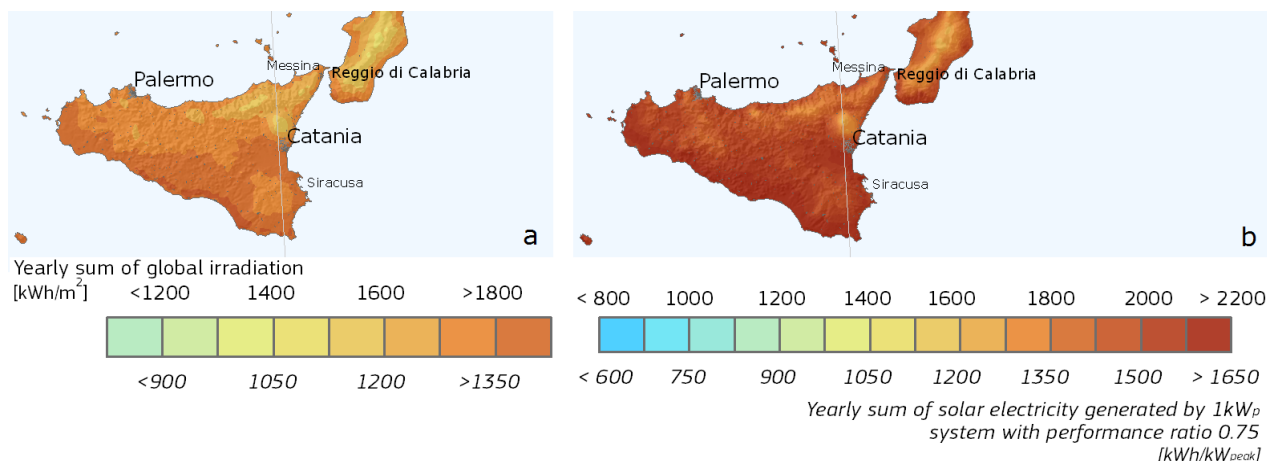 Messina
Reggio di Calabria
Palermo
Catania
Siracusa
a
Messina
Reggio di Calabria
Palermo
Catania
Siracusa
b
Yearly sum of global irradiation
[kWh/m²] <1200 1400 1600 >1800
<900 1050 1200 >1350
< 800 1000 1200 1400 1600 1800 2000 > 2200
< 600 750 900 1050 1200 1350 1500 > 1650
Yearly sum of solar electricity generated by 1kWp
system with performance ratio 0.75
[kWh/kWpeak]